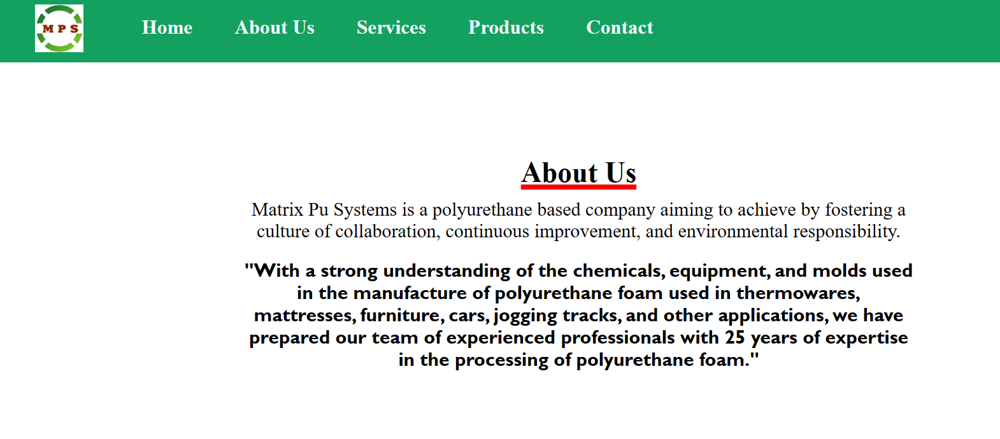 M P S
Home About Us Services Products Contact
About Us
Matrix Pu Systems is a polyurethane based company aiming to achieve by fostering a
culture of collaboration, continuous improvement, and environmental responsibility.
"With a strong understanding of the chemicals, equipment, and molds used
in the manufacture of polyurethane foam used in thermowares,
mattresses, furniture, cars, jogging tracks, and other applications, we have
prepared our team of experienced professionals with 25 years of expertise
in the processing of polyurethane foam."